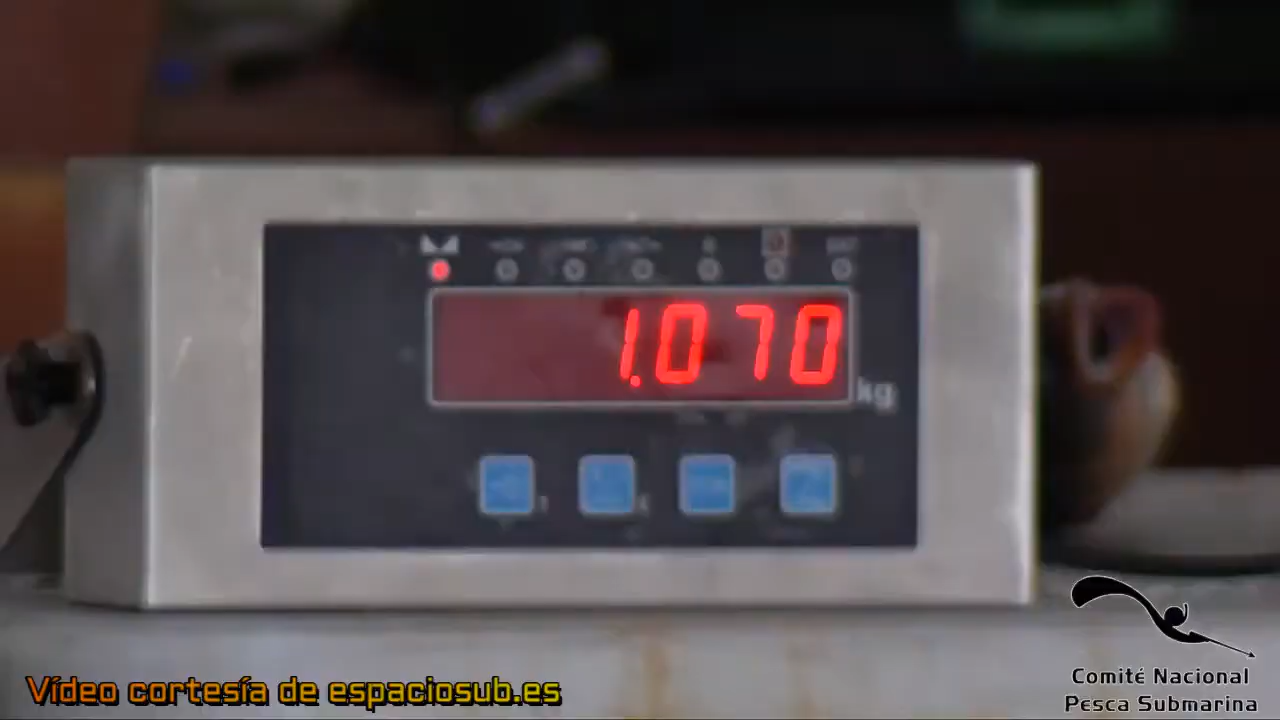 1.070
kg
Vídeo cortesía de espaciosub.es
Comité Nacional
Pesca Submarina